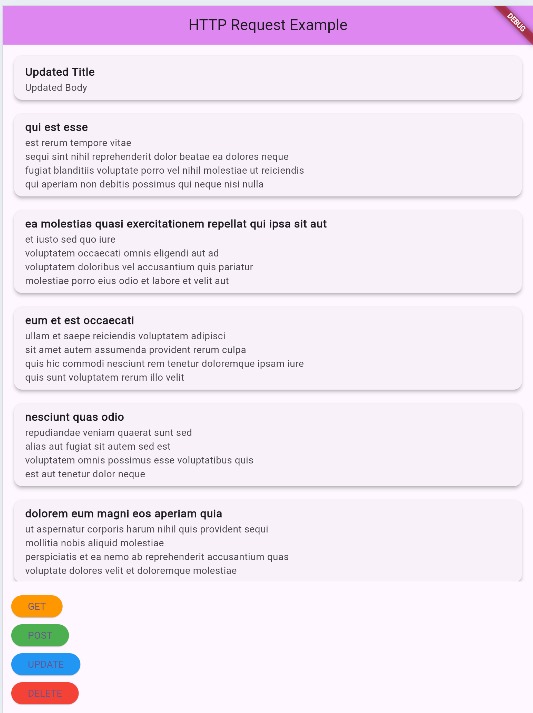 HTTP Request Example
DEBUG
Updated Title
Updated Body
qui est esse
est rerum tempore vitae
sequi sint nihil reprehenderit dolor beatae ea dolores neque
fugiat blanditiis voluptate porro vel nihil molestiae ut reiciendis
qui aperiam non debitis possimus qui neque nisi nulla
ea molestias quasi exercitationem repellat qui ipsa sit aut
et iusto sed quo iure
voluptatem occaecati omnis eligendi aut ad
voluptatem doloribus vel accusantium quis pariatur
molestiae porro eius odio et labore et velit aut
eum et est occaecati
ullam et saepe reiciendis voluptatem adipisci
sit amet autem assumenda provident rerum culpa
quis hic commodi nesciunt rem tenetur doloremque ipsam iure
quis sunt voluptatem rerum illo velit
nesciunt quas odio
repudiandae veniam quaerat sunt sed
alias aut fugiat sit autem sed est
voluptatem omnis possimus esse voluptatibus quis
est aut tenetur dolor neque
dolorem eum magni eos aperiam quia
ut aspernatur corporis harum nihil quis provident sequi
mollitia nobis aliquid molestiae
perspiciatis et ea nemo ab reprehenderit accusantium quas
voluptate dolores velit et doloremque molestiae
GET
POST
UPDATE
DELETE